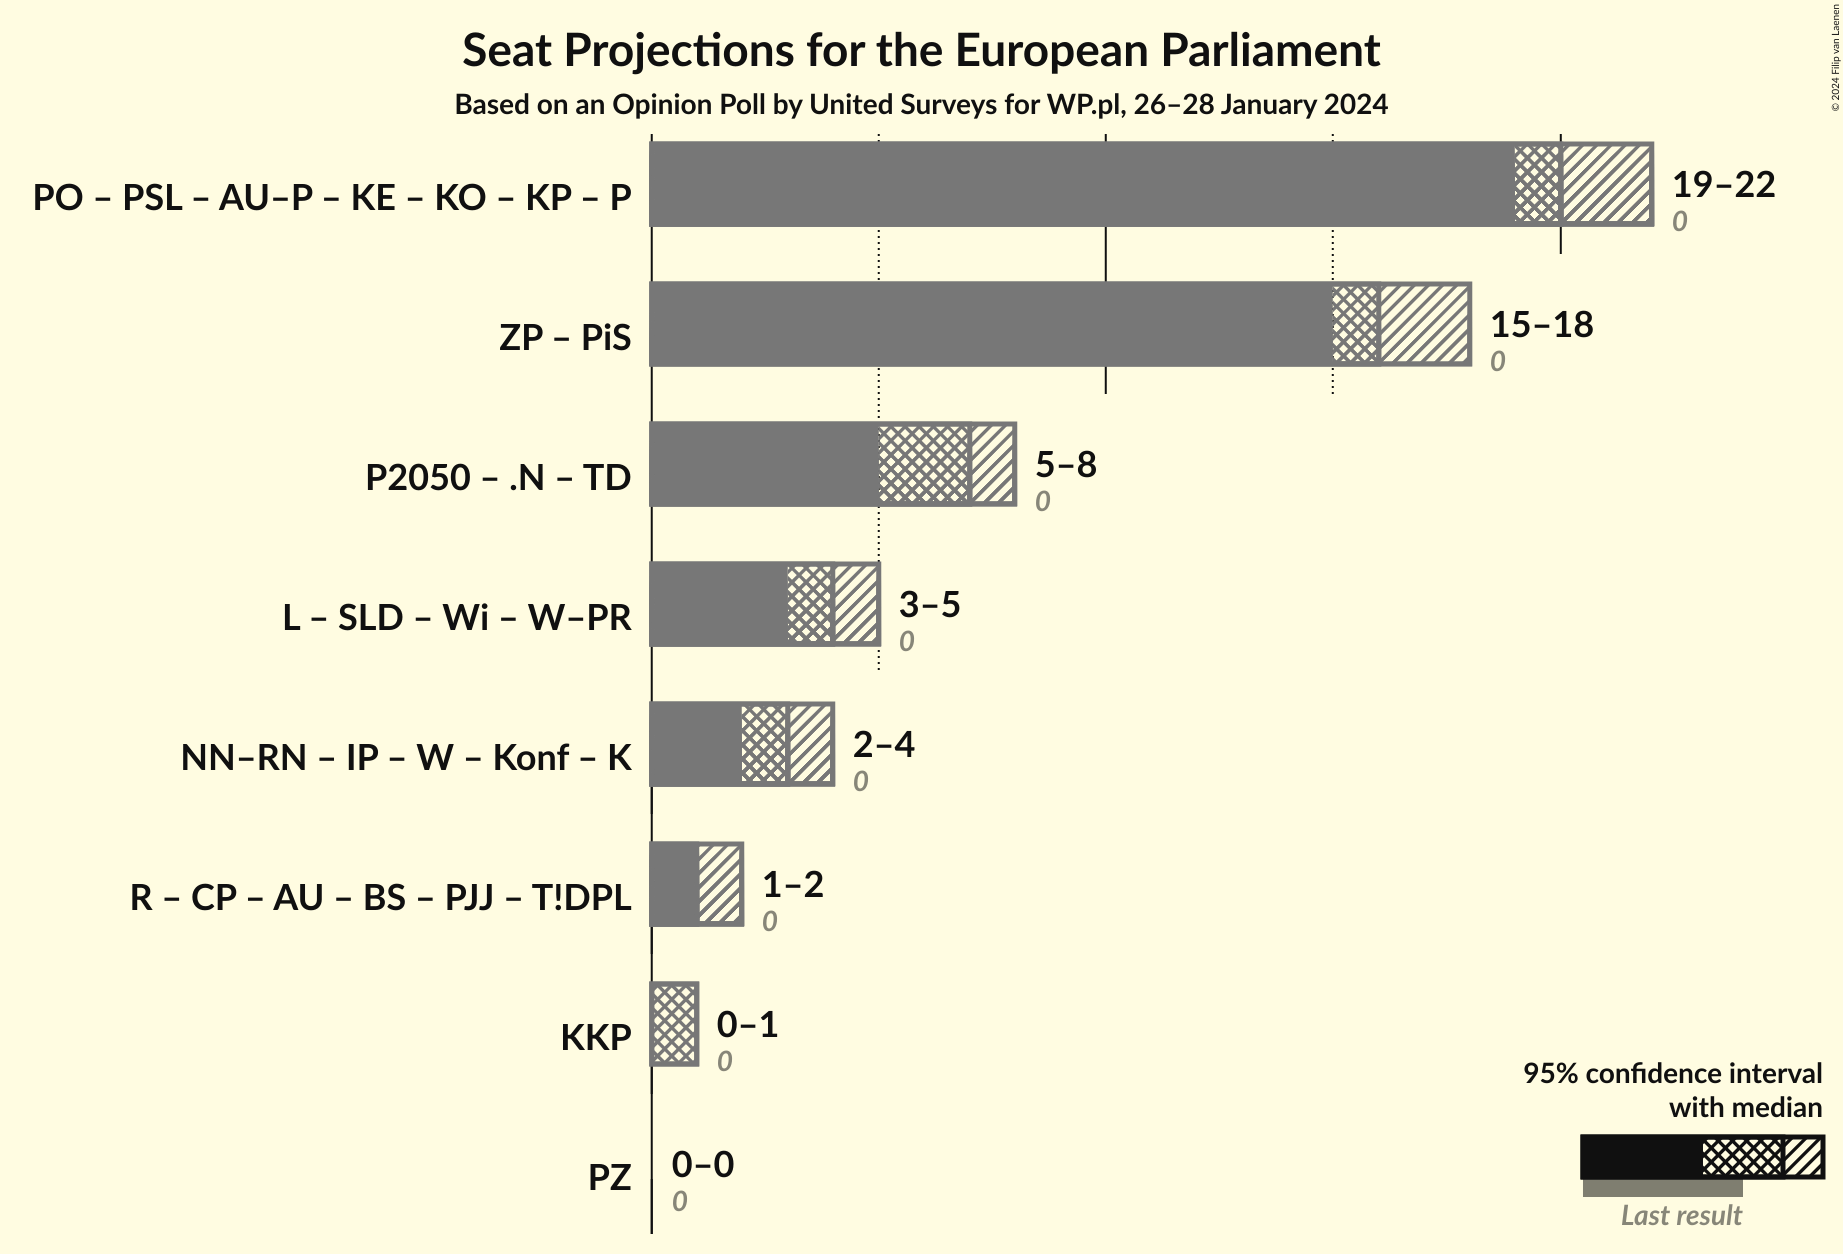 Seat Projections for the European Parliament
Based on an Opinion Poll by United Surveys for WP.pl, 26–28 January 2024
© 2024 Filip van Laenen
PO – PSL – AU–P – KE – KO – KP – P
19–22
0
ZP – PiS
15–18
0
P2050 – .N – TD
5–8
0
L – SLD – Wi – W–PR
3–5
0
NN–RN – IP – W – Konf – K
2–4
0
R – CP – AU – BS – PJJ – T!DPL
1–2
0
KKP
0–1
0
PZ
0–0
0
95% confidence interval
with median
Last result